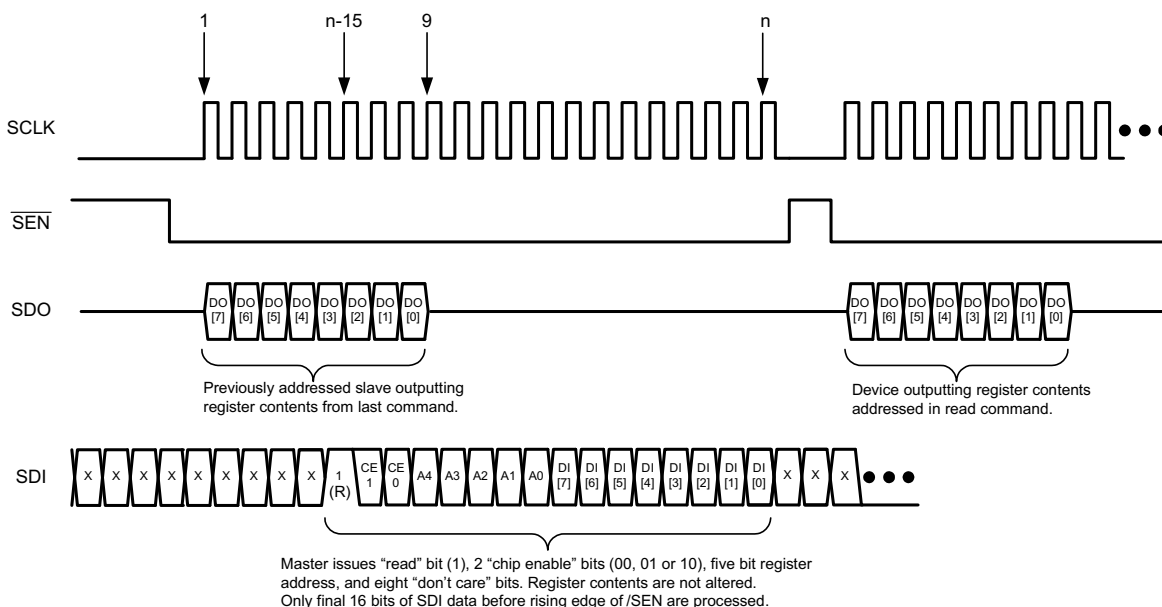 1 n-15 9 n
SCLK
SEN
SDO
DO [7] DO [6] DO [5] DO [4] DO [3] DO [2] DO [1] DO [0]
DO [7] DO [6] DO [5] DO [4] DO [3] DO [2] DO [1] DO [0]
Previously addressed slave outputting
register contents from last command.
Device outputting register contents
addressed in read command.
SDI
X X X X X X X X X 1 (R) CE 1 CE 0 A4 A3 A2 A1 A0 DI [7] DI [6] DI [5] DI [4] DI [3] DI [2] DI [1] DI [0] X X X
Master issues “read” bit (1), 2 “chip enable” bits (00, 01 or 10), five bit register
address, and eight “don’t care” bits. Register contents are not altered.
Only final 16 bits of SDI data before rising edge of /SEN are processed.